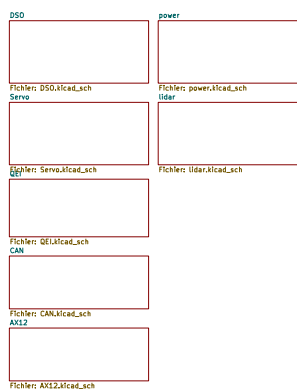 DSO
Fichier: DSO.kicad_sch
power
Fichier: power.kicad_sch
Servo
Fichier: Servo.kicad_sch
lidar
Fichier: lidar.kicad_sch
QEI
Fichier: QEI.kicad_sch
CAN
Fichier: CAN.kicad_sch
AX12
Fichier: AX12.kicad_sch